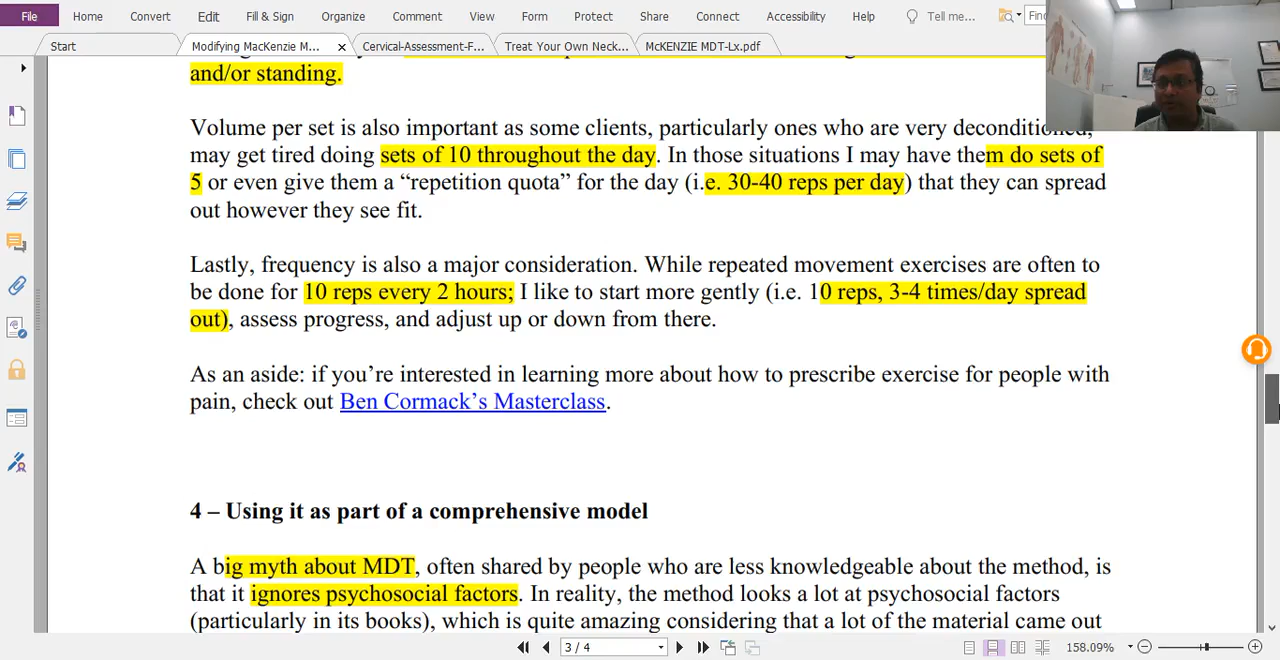 File Home Convert Edit Fill & Sign Organize Comment View Form Protect Share Connect Accessibility Help Tell me...
Start Modifying MacKenzie M... Cervical-Assessment-F... Treat Your Own Neck... McKENZIE MDT-Lx.pdf
and/or standing.
Volume per set is also important as some clients, particularly ones who are very deconditioned,
may get tired doing sets of 10 throughout the day. In those situations I may have them do sets of
5 or even give them a “repetition quota” for the day (i.e. 30-40 reps per day) that they can spread
out however they see fit.
Lastly, frequency is also a major consideration. While repeated movement exercises are often to
be done for 10 reps every 2 hours; I like to start more gently (i.e. 10 reps, 3-4 times/day spread
out), assess progress, and adjust up or down from there.
As an aside: if you’re interested in learning more about how to prescribe exercise for people with
pain, check out Ben Cormack’s Masterclass.
4 – Using it as part of a comprehensive model
A big myth about MDT, often shared by people who are less knowledgeable about the method, is
that it ignores psychosocial factors. In reality, the method looks a lot at psychosocial factors
(particularly in its books), which is quite amazing considering that a lot of the material came out
3 / 4 158.09%